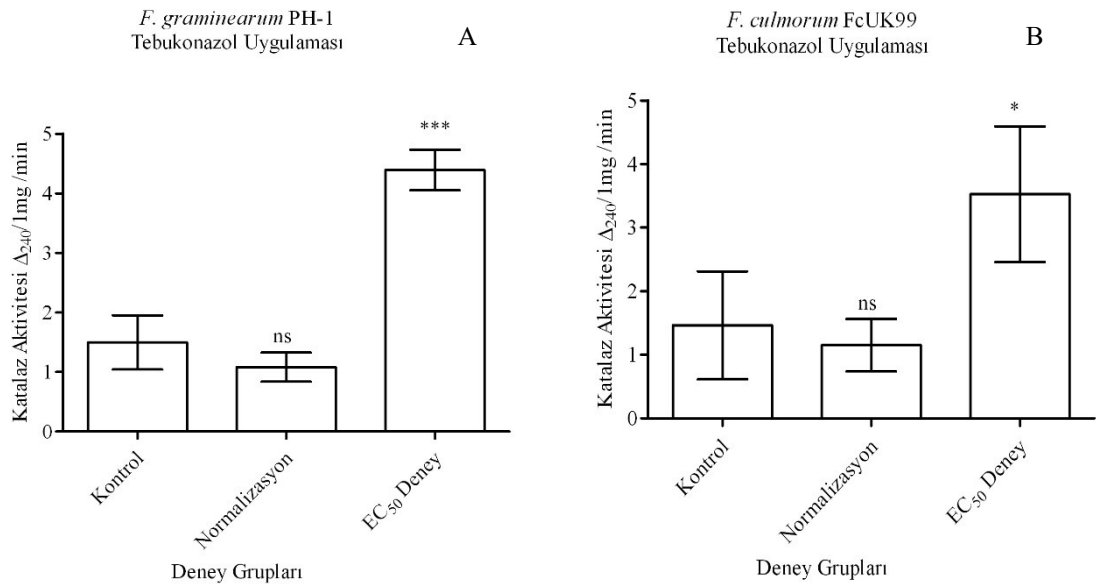 F. graminearum PH-1
Tebukonazol Uygulaması
A
Katalaz Aktivitesi Δ240/1mg /min
5
4
3
2
1
0
***
ns
Kontrol
Normalizasyon
EC50 Deney
Deney Grupları
F. culmorum FcUK99
Tebukonazol Uygulaması
B
Katalaz Aktivitesi Δ240/1mg /min
5
4
3
2
1
0
*
ns
Kontrol
Normalizasyon
EC50 Deney
Deney Grupları